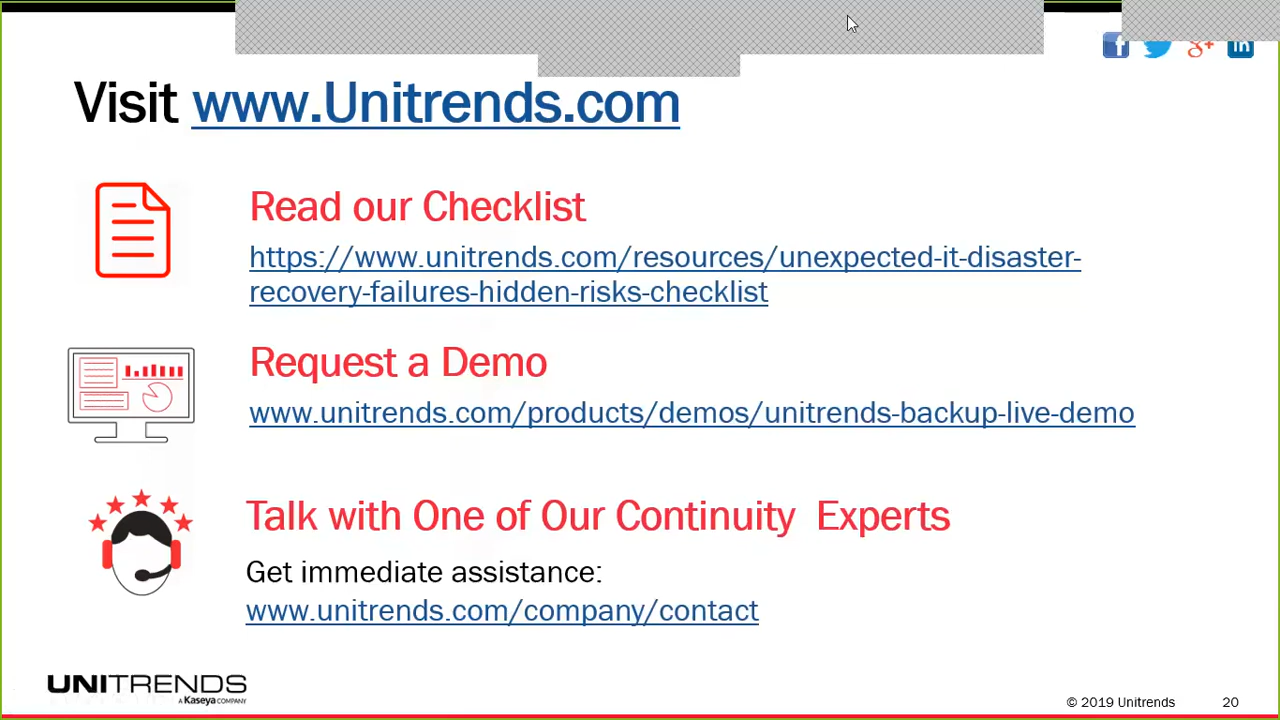 Visit www.Unitrends.com
Read our Checklist
https://www.unitrends.com/resources/unexpected-it-disaster-
recovery-failures-hidden-risks-checklist
Request a Demo
www.unitrends.com/products/demos/unitrends-backup-live-demo
Talk with One of Our Continuity  Experts
Get immediate assistance:
www.unitrends.com/company/contact
UNITRENDS
A Kaseya COMPANY
© 2019 Unitrends 20